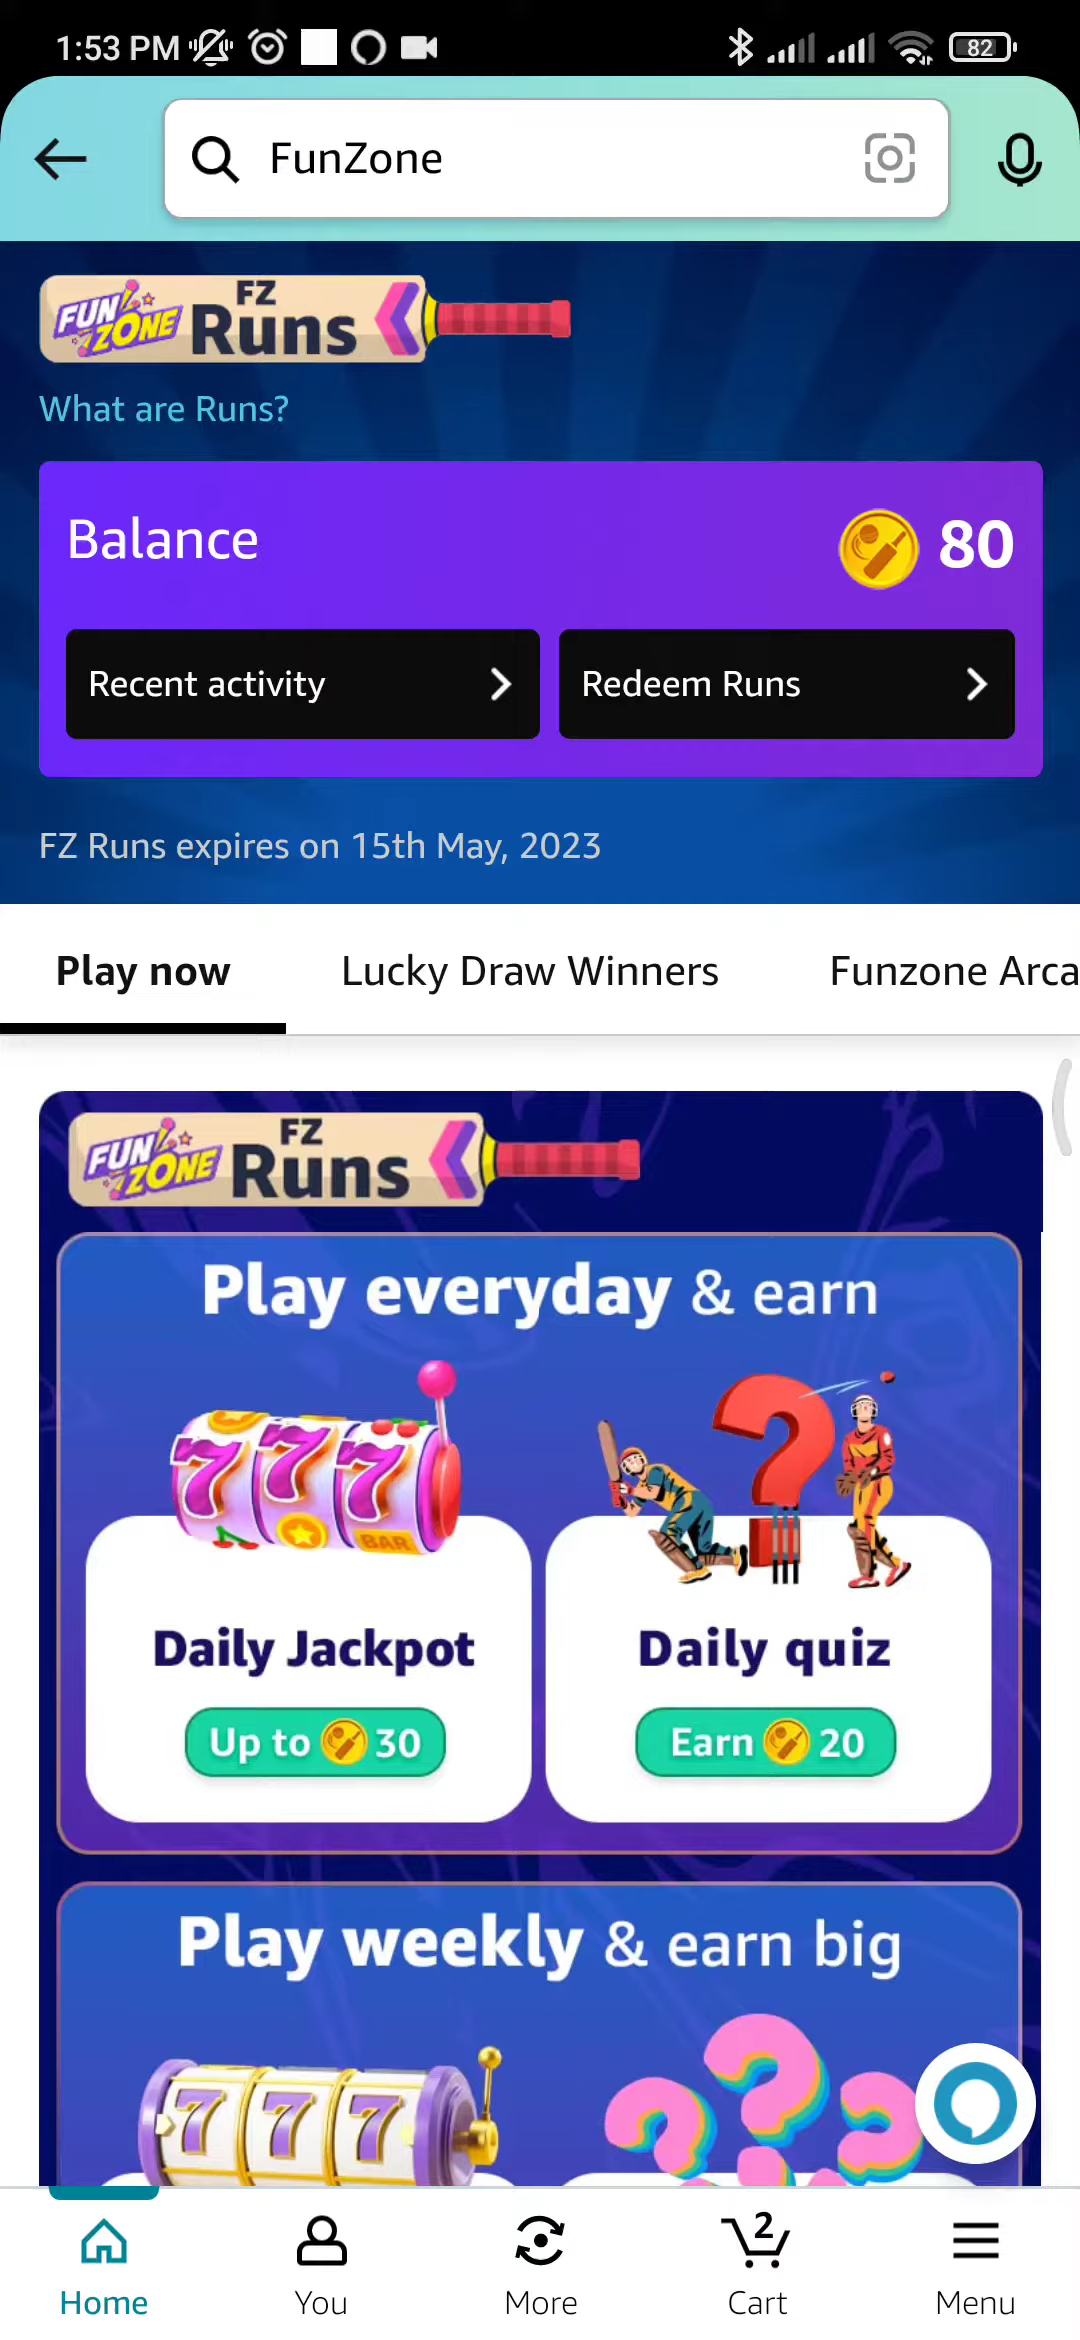 1:53 PM
82
FunZone
FUN ZONE FZ Runs
What are Runs?
Balance 80
Recent activity
Redeem Runs
FZ Runs expires on 15th May, 2023
Play now
Lucky Draw Winners
Funzone Arca
FUN ZONE FZ Runs
Play everyday & earn
777
BAR
?
Daily Jackpot
Daily quiz
Up to 30
Earn 20
Play weekly & earn big
777
???
2
Home
You
More
Cart
Menu